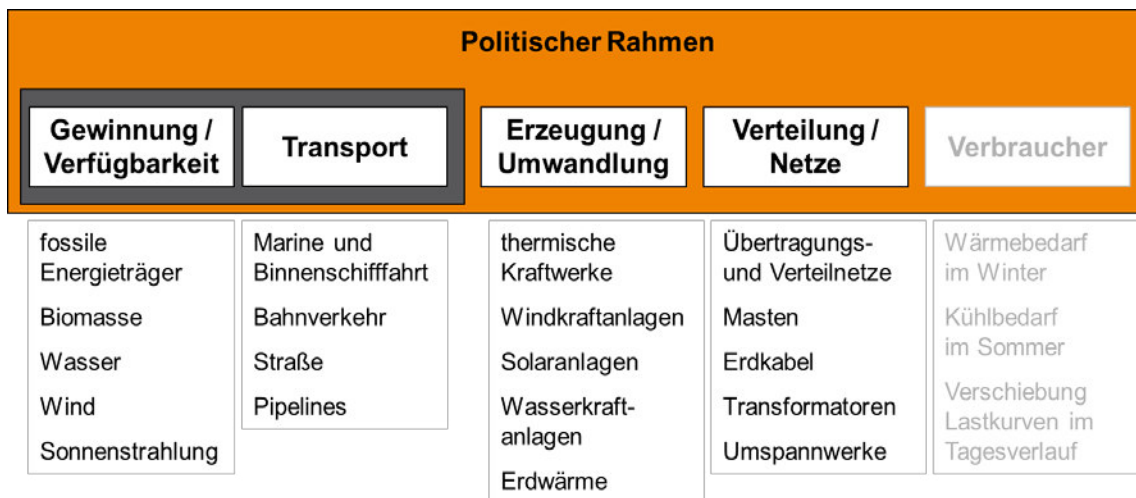 Politischer Rahmen
Gewinnung /
Verfügbarkeit
Transport
Erzeugung /
Umwandlung
Verteilung /
Netze
Verbraucher
fossile
Energieträger
Biomasse
Wasser
Wind
Sonnenstrahlung
Marine und
Binnenschifffahrt
Bahnverkehr
Straße
Pipelines
thermische
Kraftwerke
Windkraftanlagen
Solaranlagen
Wasserkraft-
anlagen
Erdwärme
Übertragungs-
und Verteilnetze
Masten
Erdkabel
Transformatoren
Umspannwerke
Wärmebedarf
im Winter
Kühlbedarf
im Sommer
Verschiebung
Lastkurven im
Tagesverlauf